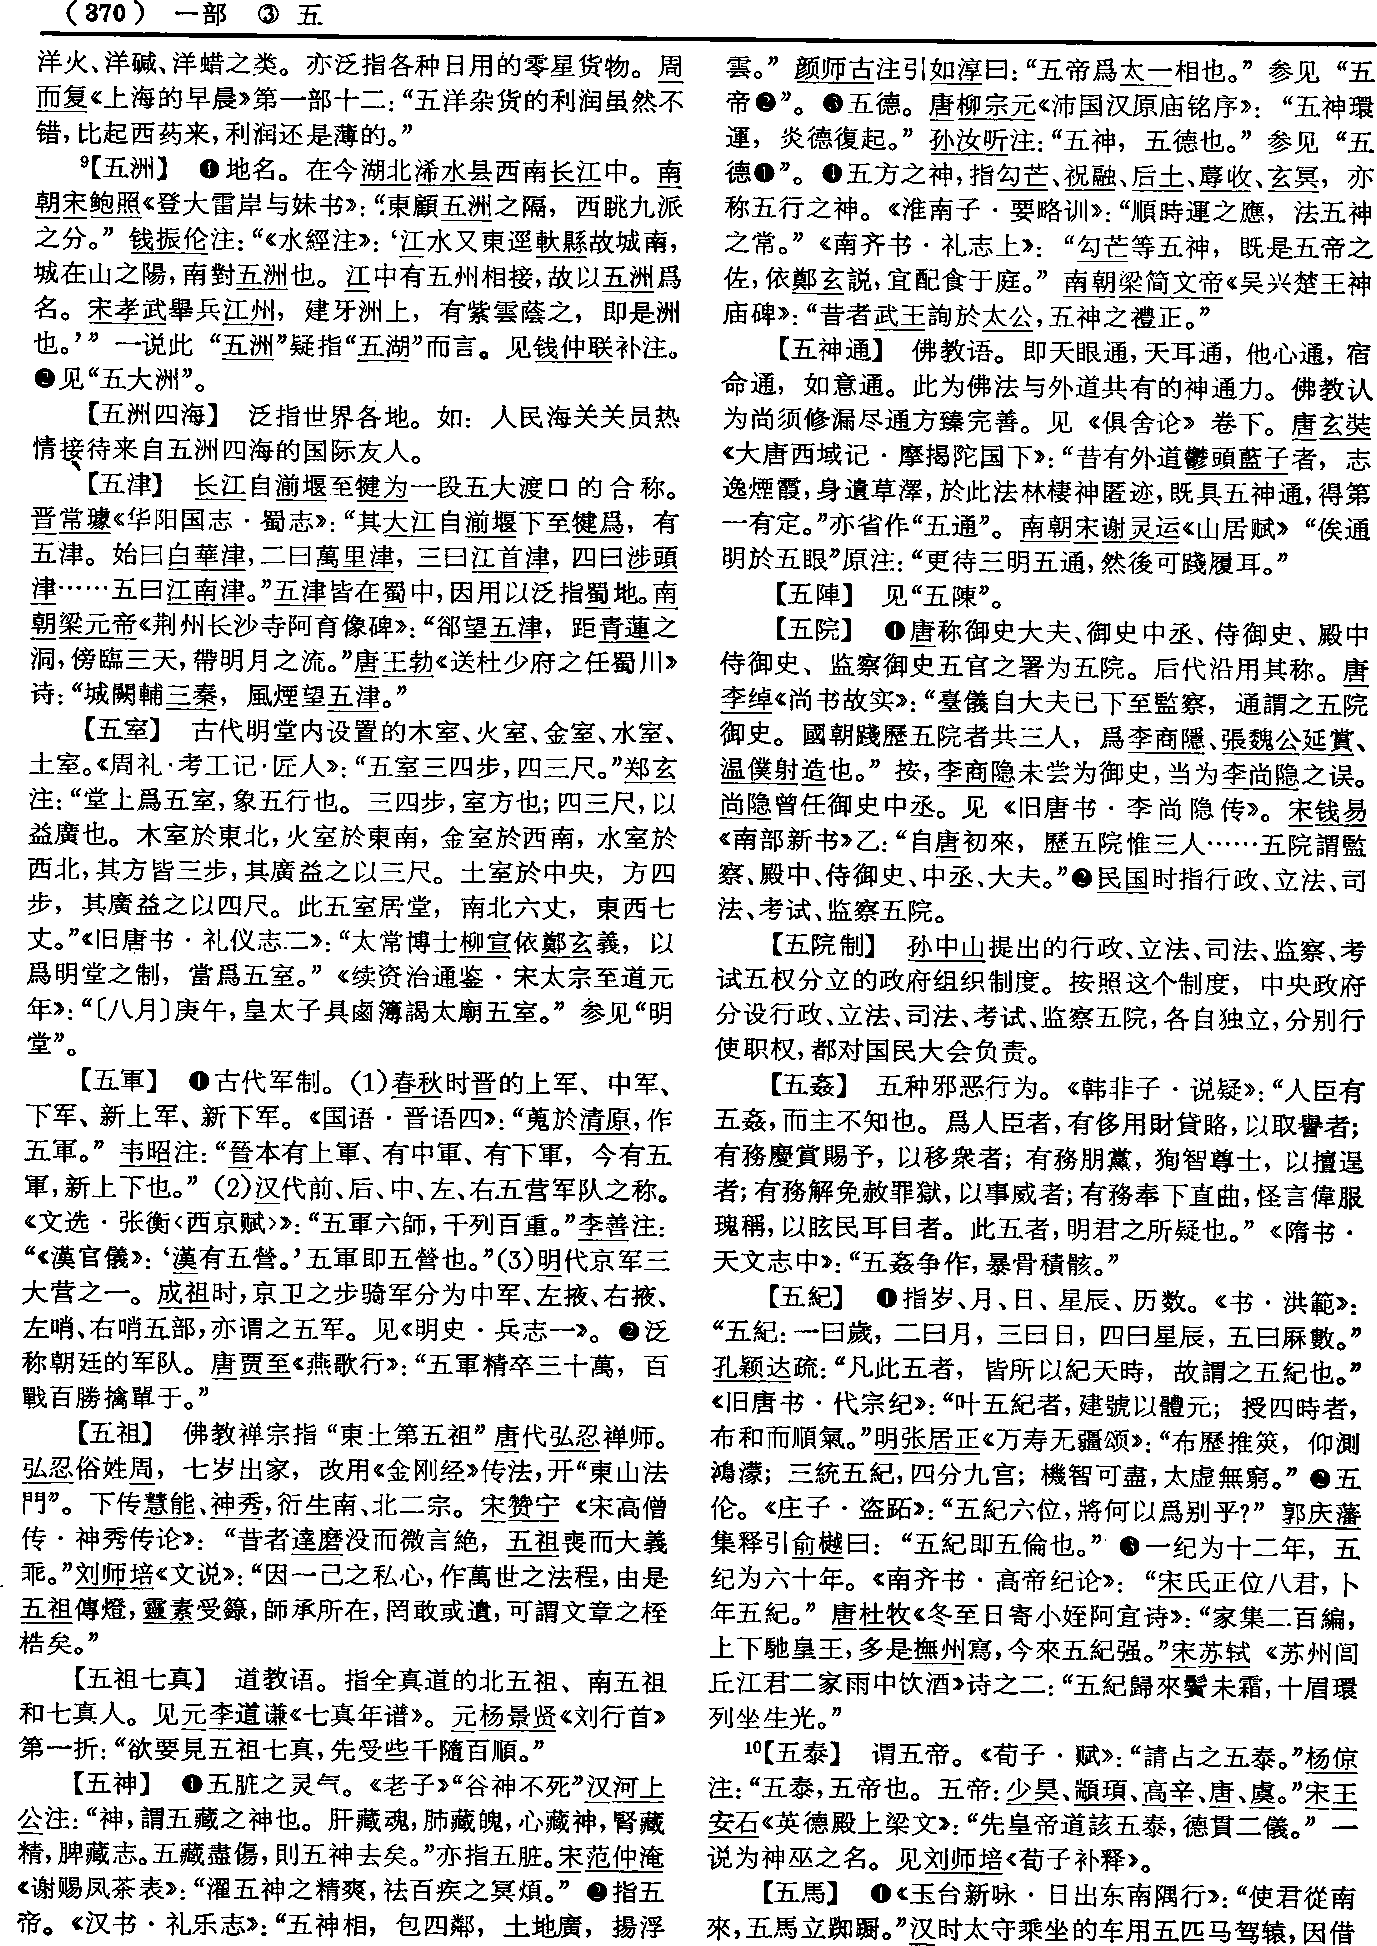 （370） 一部 ③ 五
洋火、洋碱、洋蜡之类。亦泛指各种日用的零星货物。周
而复《上海的早晨》第一部十二：“五洋杂货的利润虽然不
错，比起西药来，利润还是薄的。”
⁹【五洲】 ❶地名。在今湖北浠水县西南长江中。南
朝宋鲍照《登大雷岸与妹书》：“東顧五洲之隔，西眺九派
之分。”钱振伦注：“《水經注》：‘江水又東逕軑縣故城南，
城在山之陽，南對五洲也。江中有五州相接，故以五洲爲
名。宋孝武舉兵江州，建牙洲上，有紫雲蔭之，即是洲
也。’”一说此“五洲”疑指“五湖”而言。见钱仲联补注。
❷见“五大洲”。
【五洲四海】 泛指世界各地。如：人民海关关员热
情接待来自五洲四海的国际友人。
【五津】 长江自湔堰至犍为一段五大渡口的合称。
晋常璩《华阳国志·蜀志》：“其大江自湔堰下至犍爲，有
五津。始曰白華津，二曰萬里津，三曰江首津，四曰涉頭
津……五曰江南津。”五津皆在蜀中，因用以泛指蜀地。南
朝梁元帝《荆州长沙寺阿育像碑》：“郤望五津，距青蓮之
洞，傍臨三天，帶明月之流。”唐王勃《送杜少府之任蜀川》
诗：“城闕輔三秦，風煙望五津。”
【五室】 古代明堂内设置的木室、火室、金室、水室、
土室。《周礼·考工记·匠人》：“五室三四步，四三尺。”郑玄
注：“堂上爲五室，象五行也。三四步，室方也；四三尺，以
益廣也。木室於東北，火室於東南，金室於西南，水室於
西北，其方皆三步，其廣益之以三尺。土室於中央，方四
步，其廣益之以四尺。此五室居堂，南北六丈，東西七
丈。”《旧唐书·礼仪志二》：“太常博士柳宣依鄭玄義，以
爲明堂之制，當爲五室。”《续资治通鉴·宋太宗至道元
年》：“〔八月〕庚午，皇太子具鹵簿謁太廟五室。”参见“明
堂”。
【五軍】 ❶古代军制。(1)春秋时晋的上军、中军、
下军、新上军、新下军。《国语·晋语四》：“蒐於清原，作
五軍。”韦昭注：“晉本有上軍、有中軍、有下軍，今有五
軍，新上下也。”(2)汉代前、后、中、左、右五营军队之称。
《文选·张衡〈西京赋〉》：“五軍六師，千列百重。”李善注：
“《漢官儀》：‘漢有五營。’五軍即五營也。”(3)明代京军三
大营之一。成祖时，京卫之步骑军分为中军、左掖、右掖、
左哨、右哨五部，亦谓之五军。见《明史·兵志一》。❷泛
称朝廷的军队。唐贾至《燕歌行》：“五軍精卒三十萬，百
戰百勝擒單于。”
【五祖】 佛教禅宗指“東土第五祖”唐代弘忍禅师。
弘忍俗姓周，七岁出家，改用《金刚经》传法，开“東山法
門”。下传慧能、神秀，衍生南、北二宗。宋赞宁《宋高僧
传·神秀传论》：“昔者達磨没而微言絶，五祖喪而大義
乖。”刘师培《文说》：“因一己之私心，作萬世之法程，由是
五祖傳燈，靈素受籙，師承所在，罔敢或遺，可謂文章之桎
梏矣。”
【五祖七真】 道教语。指全真道的北五祖、南五祖
和七真人。见元李道谦《七真年谱》。元杨景贤《刘行首》
第一折：“欲要見五祖七真，先受些千隨百順。”
【五神】 ❶五脏之灵气。《老子》“谷神不死”汉河上
公注：“神，謂五藏之神也。肝藏魂，肺藏魄，心藏神，腎藏
精，脾藏志。五藏盡傷，則五神去矣。”亦指五脏。宋范仲淹
《谢赐凤茶表》：“濯五神之精爽，袪百疾之冥煩。”❷指五
帝。《汉书·礼乐志》：“五神相，包四鄰，土地廣，揚浮
雲。”颜师古注引如淳曰：“五帝爲太一相也。”参见“五
帝❷”。❸五德。唐柳宗元《沛国汉原庙铭序》：“五神環
運，炎德復起。”孙汝听注：“五神，五德也。”参见“五
德❶”。❹五方之神，指勾芒、祝融、后土、蓐收、玄冥，亦
称五行之神。《淮南子·要略训》：“順時運之應，法五神
之常。”《南齐书·礼志上》：“勾芒等五神，既是五帝之
佐，依鄭玄説，宜配食于庭。”南朝梁简文帝《吴兴楚王神
庙碑》：“昔者武王詢於太公，五神之禮正。”
【五神通】 佛教语。即天眼通，天耳通，他心通，宿
命通，如意通。此为佛法与外道共有的神通力。佛教认
为尚须修漏尽通方臻完善。见《俱舍论》卷下。唐玄奘
《大唐西域记·摩揭陀国下》：“昔有外道鬱頭藍子者，志
逸煙霞，身遺草澤，於此法林棲神匿迹，既具五神通，得第
一有定。”亦省作“五通”。南朝宋谢灵运《山居赋》“俟通
明於五眼”原注：“更待三明五通，然後可踐履耳。”
【五陣】 见“五陳”。
【五院】 ❶唐称御史大夫、御史中丞、侍御史、殿中
侍御史、监察御史五官之署为五院。后代沿用其称。唐
李绰《尚书故实》：“臺儀自大夫已下至監察，通謂之五院
御史。國朝踐歷五院者共三人，爲李商隱、張魏公延賞、
温僕射造也。”按，李商隐未尝为御史，当为李尚隐之误。
尚隐曾任御史中丞。见《旧唐书·李尚隐传》。宋钱易
《南部新书》乙：“自唐初來，歷五院惟三人……五院謂監
察、殿中、侍御史、中丞、大夫。”❷民国时指行政、立法、司
法、考试、监察五院。
【五院制】 孙中山提出的行政、立法、司法、监察、考
试五权分立的政府组织制度。按照这个制度，中央政府
分设行政、立法、司法、考试、监察五院，各自独立，分别行
使职权，都对国民大会负责。
【五姦】 五种邪恶行为。《韩非子·说疑》：“人臣有
五姦，而主不知也。爲人臣者，有侈用財貨賂，以取譽者；
有務慶賞賜予，以移衆者；有務朋黨，狥智尊士，以擅逞
者；有務解免赦罪獄，以事威者；有務奉下直曲，怪言偉服
瑰稱，以眩民耳目者。此五者，明君之所疑也。”《隋书·
天文志中》：“五姦争作，暴骨積骸。”
【五紀】 ❶指岁、月、日、星辰、历数。《书·洪範》：
“五紀：一曰歲，二曰月，三曰日，四曰星辰，五曰厤數。”
孔颖达疏：“凡此五者，皆所以紀天時，故謂之五紀也。”
《旧唐书·代宗纪》：“叶五紀者，建號以體元；授四時者，
布和而順氣。”明张居正《万寿无疆颂》：“布歷推筴，仰測
鴻濛；三統五紀，四分九宫；機智可盡，太虚無窮。”❷五
伦。《庄子·盗跖》：“五紀六位，將何以爲别乎？”郭庆藩
集释引俞樾曰：“五紀即五倫也。”❸一纪为十二年，五
纪为六十年。《南齐书·高帝纪论》：“宋氏正位八君，卜
年五紀。”唐杜牧《冬至日寄小姪阿宜诗》：“家集二百編，
上下馳皇王，多是撫州寫，今來五紀强。”宋苏轼《苏州闾
丘江君二家雨中饮酒》诗之二：“五紀歸來鬢未霜，十眉環
列坐生光。”
¹⁰【五泰】 谓五帝。《荀子·赋》：“請占之五泰。”杨倞
注：“五泰，五帝也。五帝：少昊、顓頊、高辛、唐、虞。”宋王
安石《英德殿上梁文》：“先皇帝道該五泰，德貫二儀。”一
说为神巫之名。见刘师培《荀子补释》。
【五馬】 ❶《玉台新咏·日出东南隅行》：“使君從南
來，五馬立踟蹰。”汉时太守乘坐的车用五匹马驾辕，因借